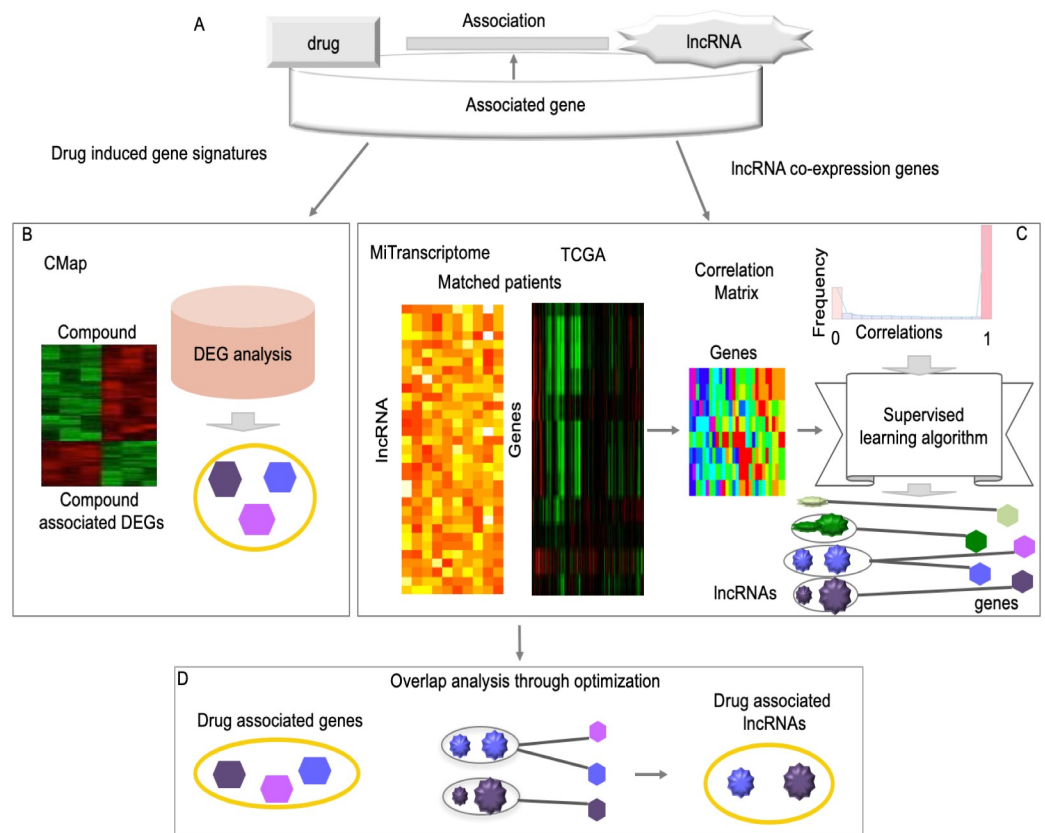 A
drug
Association
lncRNA
Associated gene
Drug induced gene signatures
lncRNA co-expression genes
B
CMap
Compound
DEG analysis
Compound
associated DEGs
C
MiTranscriptome
TCGA
Matched patients
lncRNA
Genes
Correlation
Matrix
Genes
Frequency
0
Correlations
1
Supervised
learning algorithm
lncRNAs
genes
D
Overlap analysis through optimization
Drug associated genes
Drug associated
lncRNAs